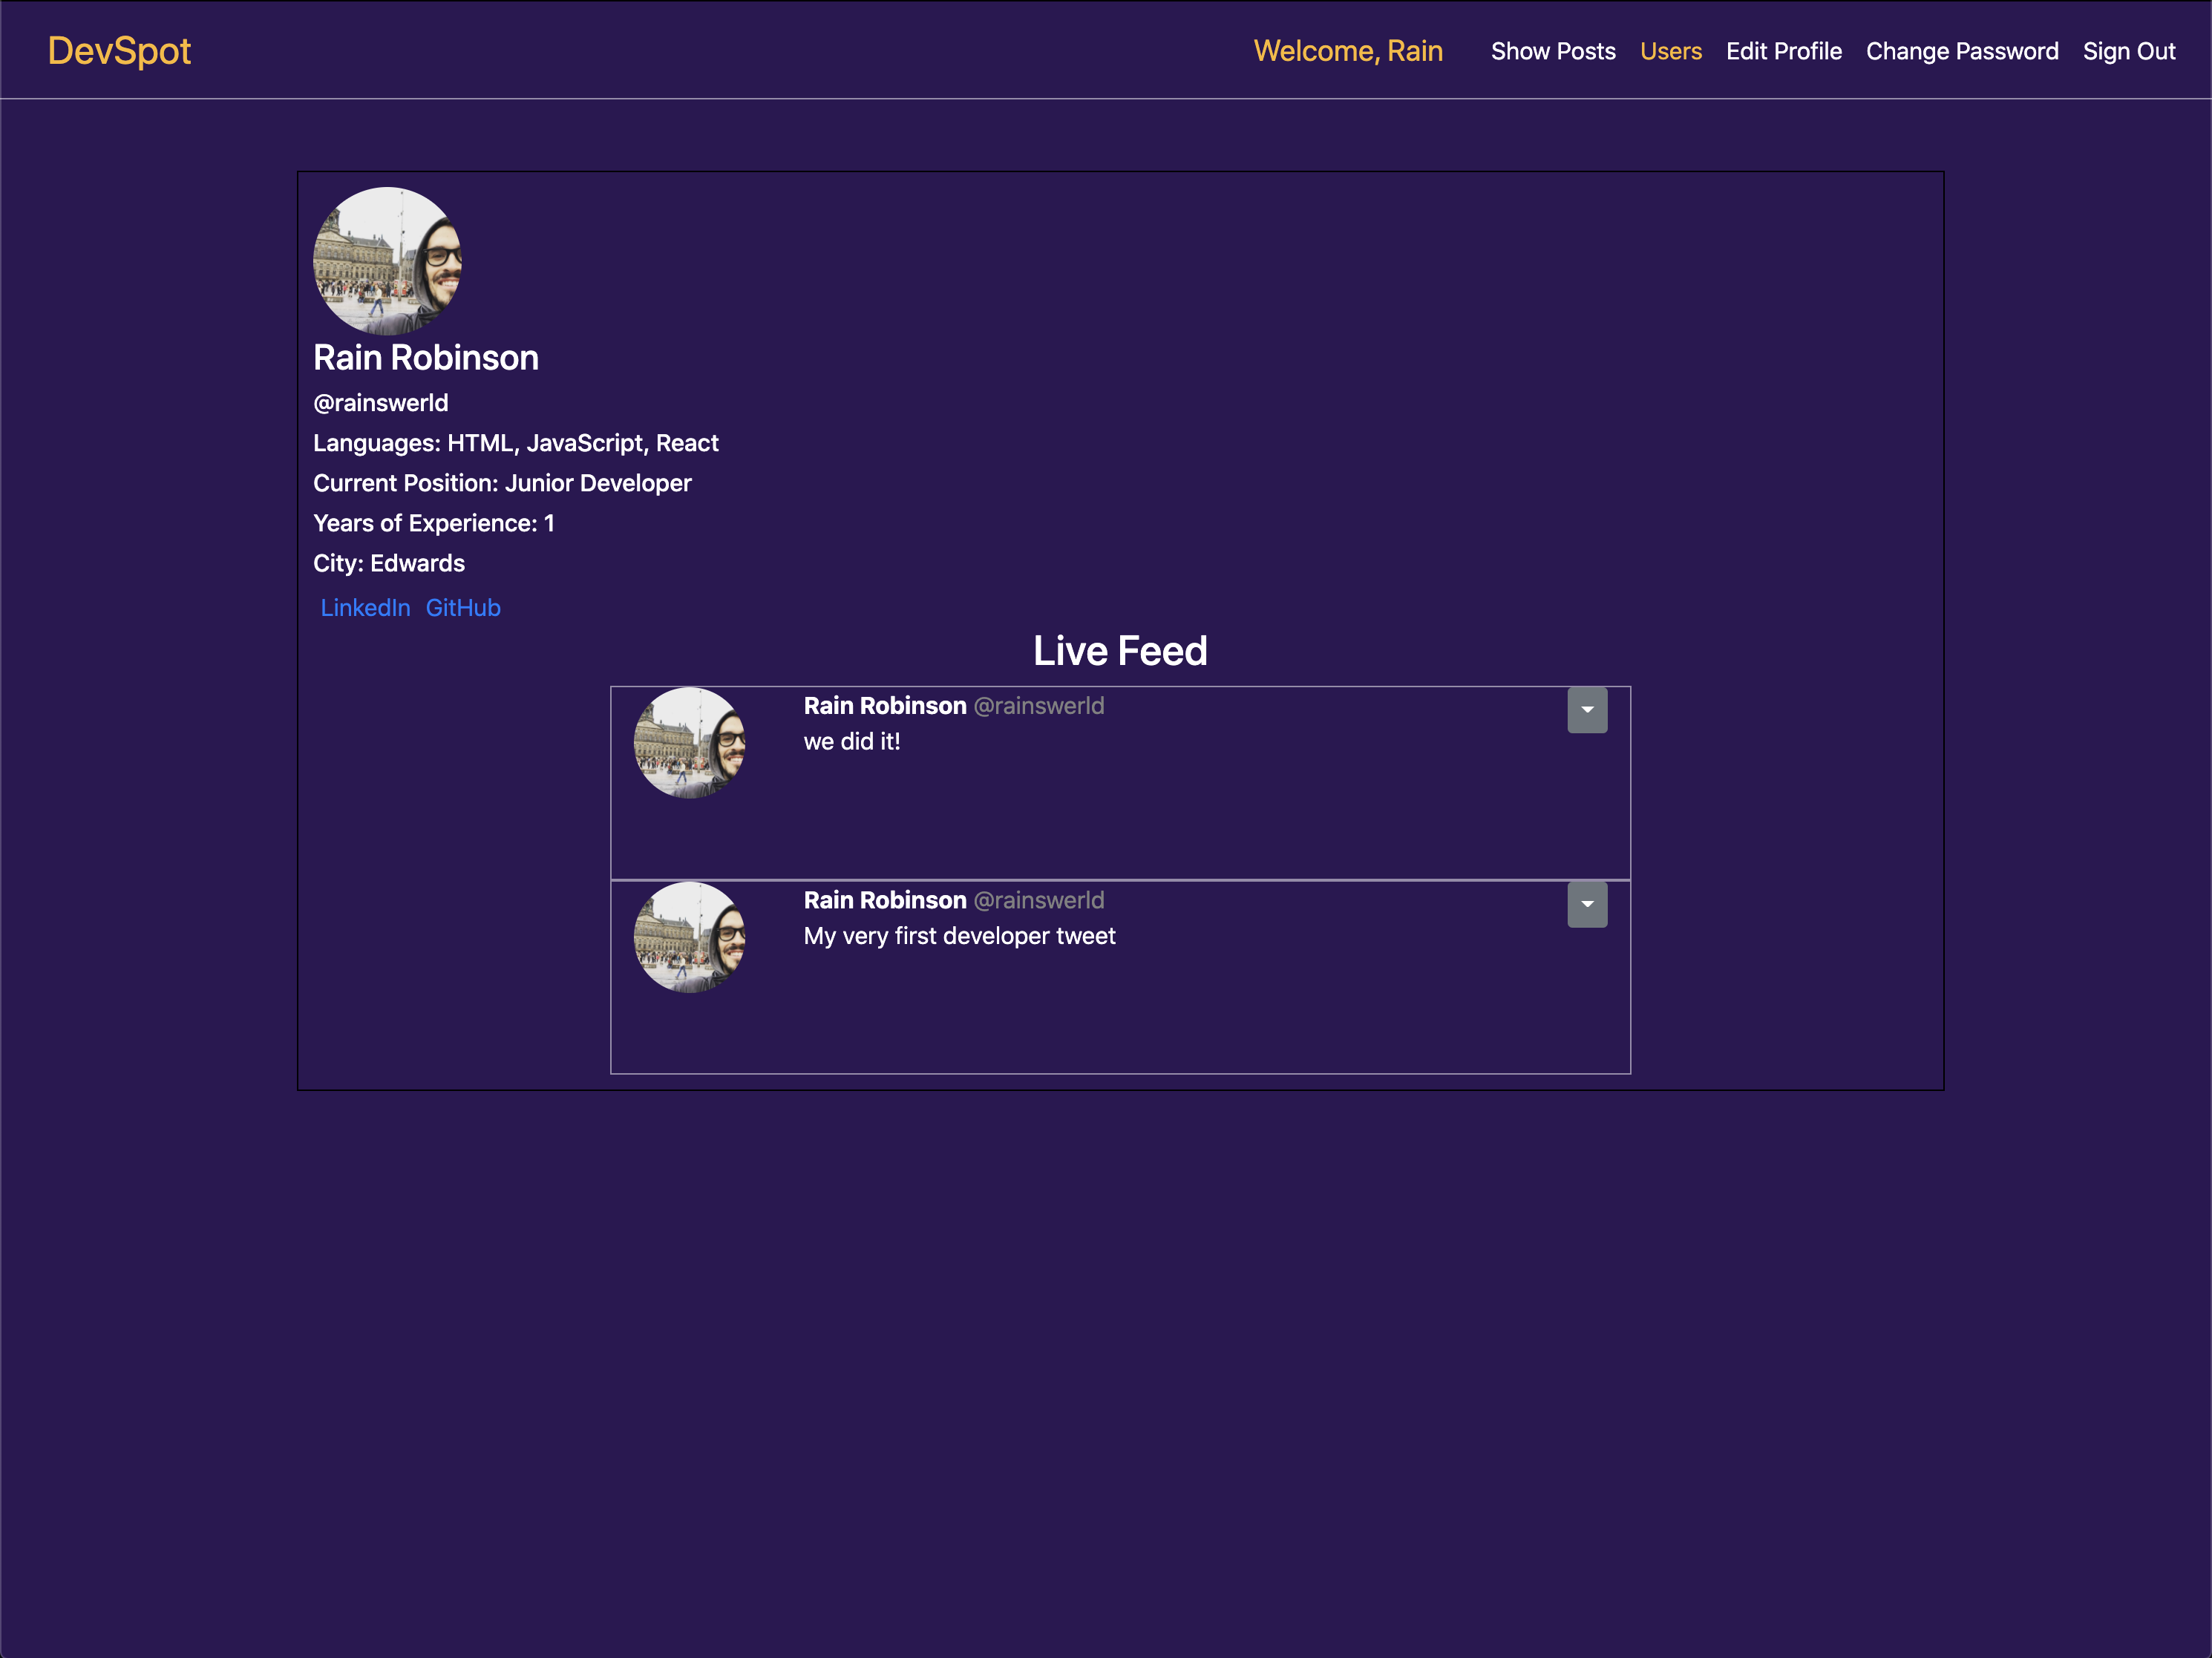 DevSpot Welcome, Rain Show Posts Users Edit Profile Change Password Sign Out
Rain Robinson
@rainswerld
Languages: HTML, JavaScript, React
Current Position: Junior Developer
Years of Experience: 1
City: Edwards
LinkedIn GitHub
Live Feed
Rain Robinson @rainswerld
we did it!
Rain Robinson @rainswerld
My very first developer tweet